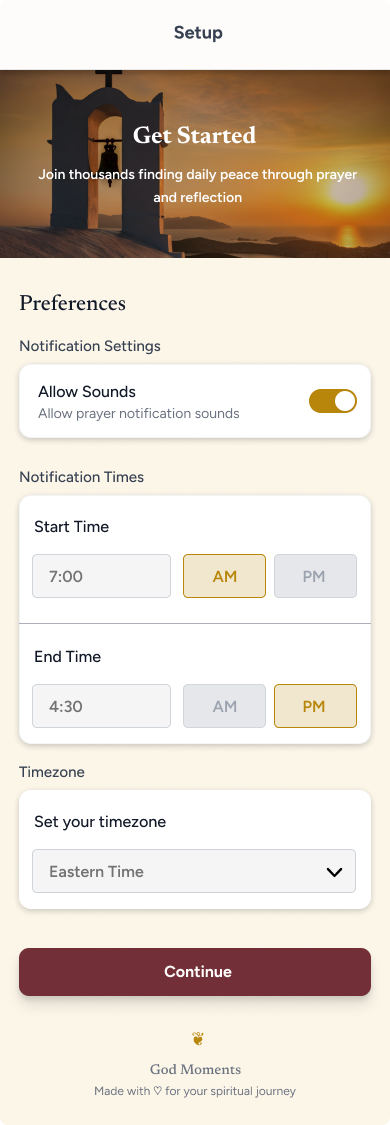 Setup
Get Started
Join thousands finding daily peace through prayer
and reflection
Preferences
Notification Settings
Allow Sounds
Allow prayer notification sounds
Notification Times
Start Time
7:00 AM PM
End Time
4:30 AM PM
Timezone
Set your timezone
Eastern Time
Continue
❦
God Moments
Made with ♡ for your spiritual journey